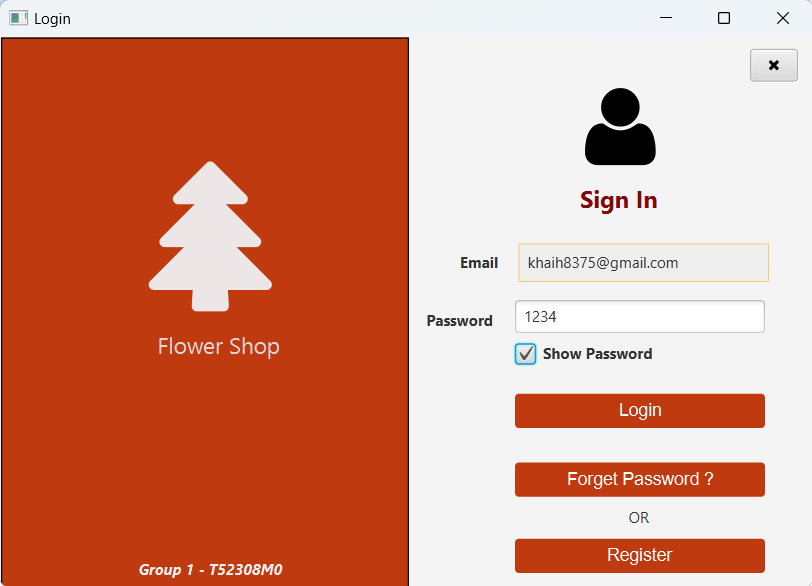 Login
Flower Shop
Group 1 - T52308M0
Sign In
Email khaih8375@gmail.com
Password 1234
Show Password
Login
Forget Password ?
OR
Register